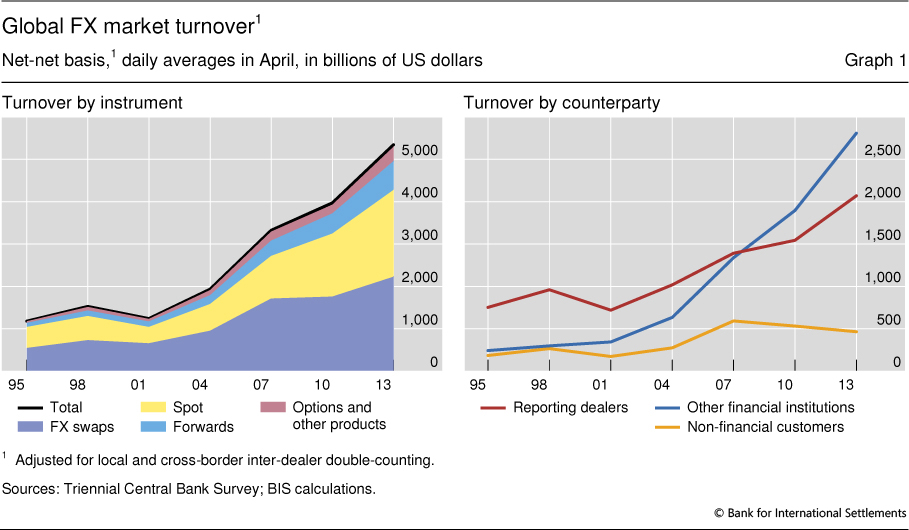 Global FX market turnover1
Net-net basis,1 daily averages in April, in billions of US dollars
Graph 1
Turnover by instrument
5,000
4,000
3,000
2,000
1,000
0
95 98 01 04 07 10 13
Total
Spot
Options and
other products
FX swaps
Forwards
Turnover by counterparty
2,500
2,000
1,500
1,000
500
0
95 98 01 04 07 10 13
Reporting dealers
Other financial institutions
Non-financial customers
1 Adjusted for local and cross-border inter-dealer double-counting.
Sources: Triennial Central Bank Survey; BIS calculations.
© Bank for International Settlements